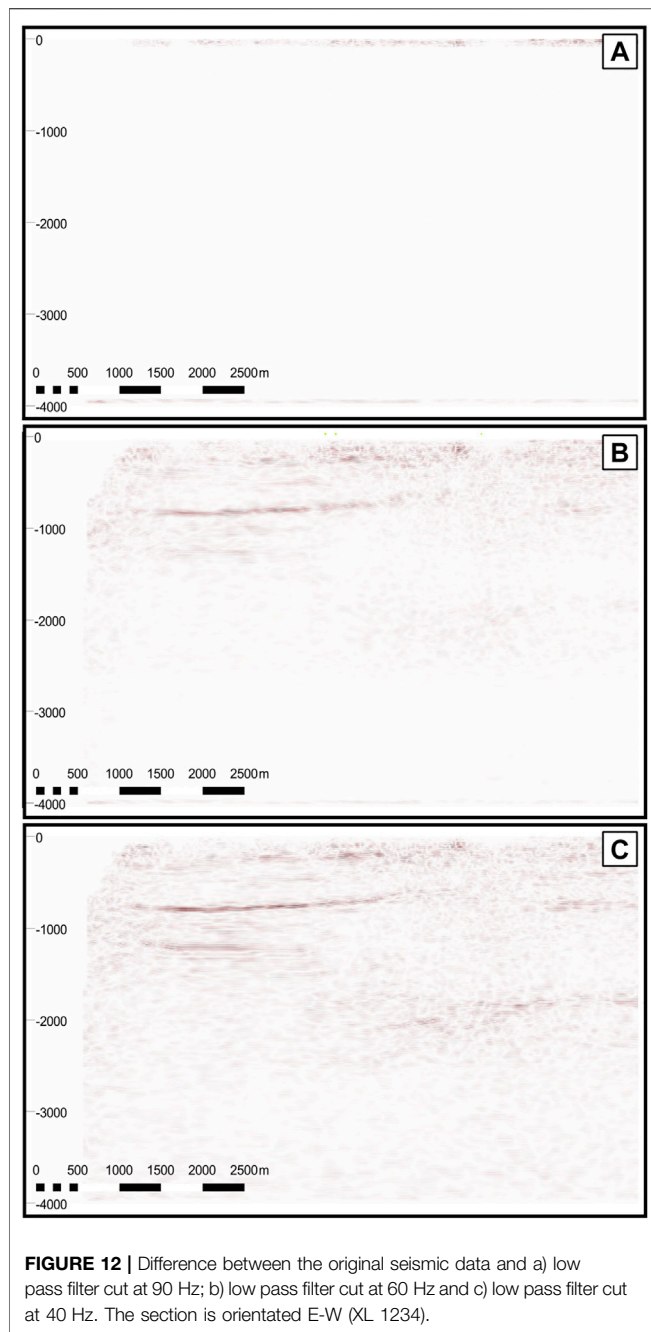 0
A
-1000
-2000
-3000
0 500 1000 1500 2000 2500m
-4000
0
B
-1000
-2000
-3000
0 500 1000 1500 2000 2500m
-4000
0
C
-1000
-2000
-3000
0 500 1000 1500 2000 2500m
-4000
FIGURE 12 | Difference between the original seismic data and a) low
pass filter cut at 90 Hz; b) low pass filter cut at 60 Hz and c) low pass filter cut
at 40 Hz. The section is orientated E-W (XL 1234).